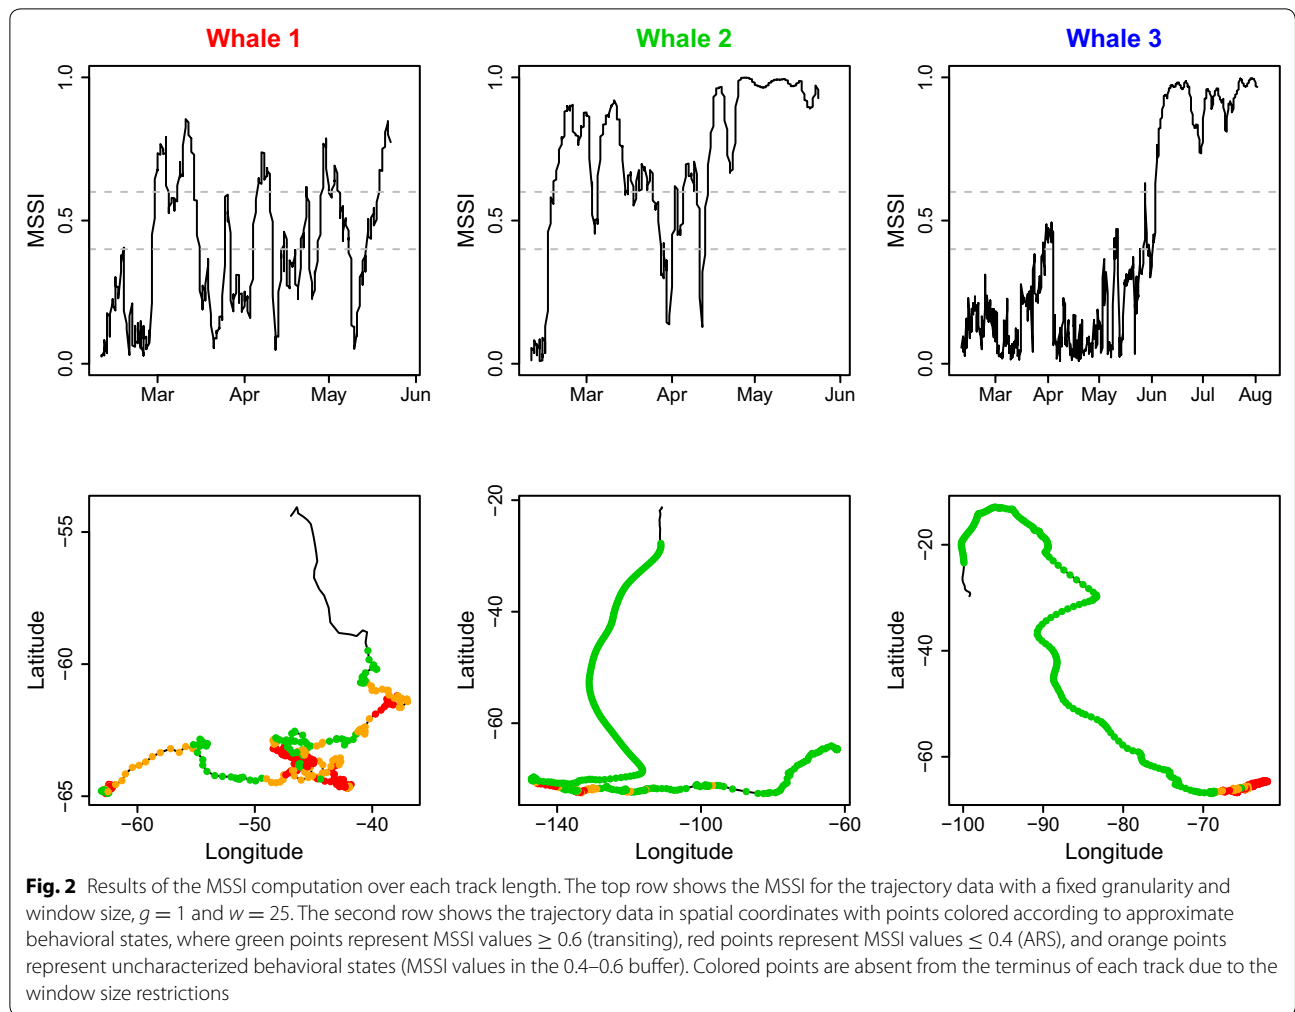 Whale 1
Whale 2
Whale 3
MSSI
1.0
0.5
0.0
Mar Apr May Jun
MSSI
1.0
0.5
0.0
Mar Apr May Jun
MSSI
1.0
0.5
0.0
Mar Apr May Jun Jul Aug
Latitude
−55
−60
−65
−60 −50 −40
Longitude
Latitude
−20
−40
−60
−140 −100 −60
Longitude
Latitude
−20
−40
−60
−100 −90 −80 −70
Longitude
Fig. 2 Results of the MSSI computation over each track length. The top row shows the MSSI for the trajectory data with a fixed granularity and
window size, g = 1 and w = 25. The second row shows the trajectory data in spatial coordinates with points colored according to approximate
behavioral states, where green points represent MSSI values ≥ 0.6 (transiting), red points represent MSSI values ≤ 0.4 (ARS), and orange points
represent uncharacterized behavioral states (MSSI values in the 0.4–0.6 buffer). Colored points are absent from the terminus of each track due to the
window size restrictions